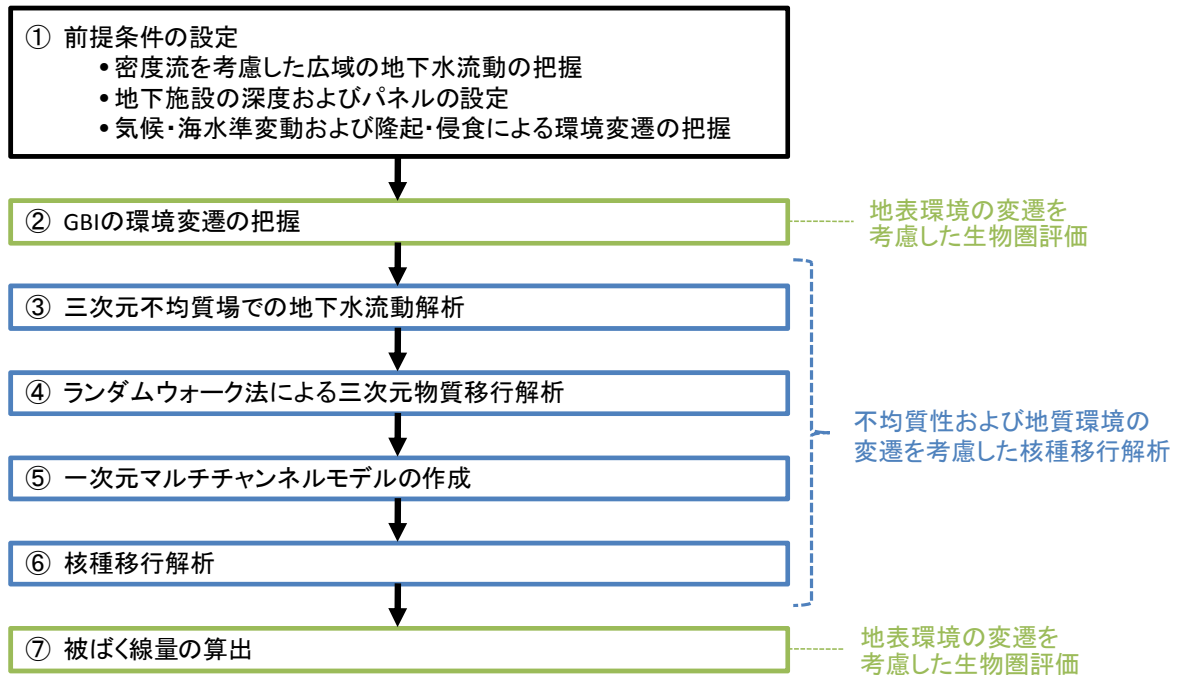 ① 前提条件の設定
•密度流を考慮した広域の地下水流動の把握
•地下施設の深度およびパネルの設定
•気候・海水準変動および隆起・侵食による環境変遷の把握
② GBIの環境変遷の把握
地表環境の変遷を
考慮した生物圏評価
③ 三次元不均質場での地下水流動解析
④ ランダムウォーク法による三次元物質移行解析
不均質性および地質環境の
変遷を考慮した核種移行解析
⑤ 一次元マルチチャンネルモデルの作成
⑥ 核種移行解析
⑦ 被ばく線量の算出
地表環境の変遷を
考慮した生物圏評価